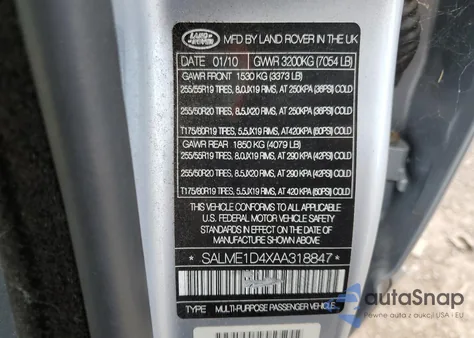 LAND ROVER
MFD BY LAND ROVER IN THE UK
DATE 01/10 GVWR 3200KG (7054 LB)
GAWR FRONT 1530 KG (3373 LB)
255/55R19 TIRES, 8.0JX19 RIMS, AT 250KPA (36PSI) COLD
255/50R20 TIRES, 8.5JX20 RIMS, AT 250KPA (36PSI) COLD
T175/80R19 TIRES, 5.5JX19 RIMS, AT420KPA (60PSI) COLD
GAWR REAR 1850 KG (4079 LB)
255/55R19 TIRES, 8.0JX19 RIMS, AT 290 KPA (42PSI) COLD
255/50R20 TIRES, 8.5JX20 RIMS, AT 290 KPA (42PSI) COLD
T175/80R19 TIRES, 5.5JX19 RIMS, AT 420 KPA (60PSI) COLD
THIS VEHICLE CONFORMS TO ALL APPLICABLE
U.S. FEDERAL MOTOR VEHICLE SAFETY
STANDARDS IN EFFECT ON THE DATE OF
MANUFACTURE SHOWN ABOVE.
* SALME1D4XAA318847 *
TYPE MULTI-PURPOSE PASSENGER VEHICLE
autoSnap
Car auction price archive • USA • EU